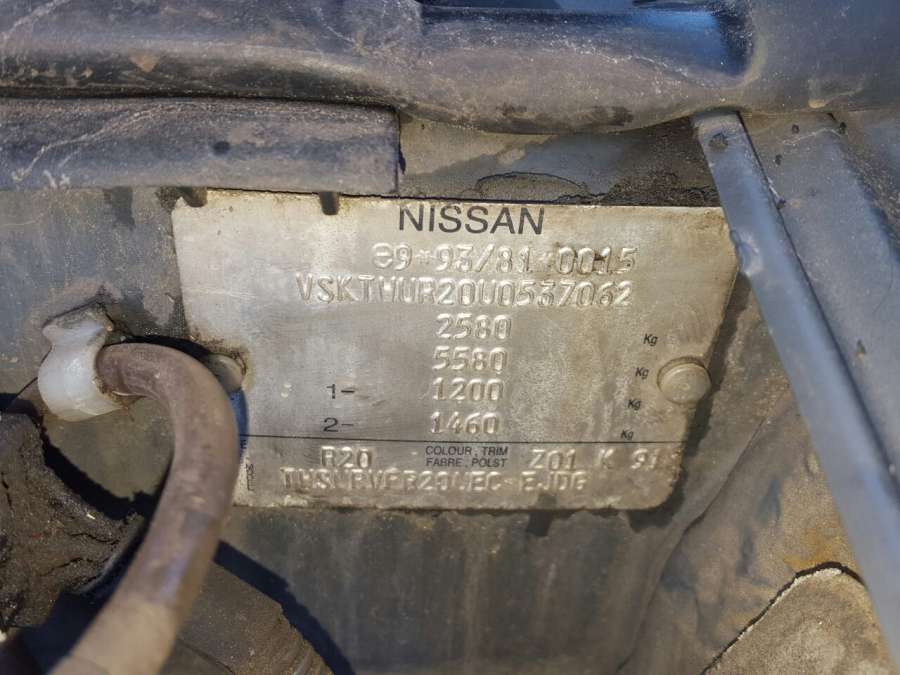 NISSAN
e9*93/81*0015
VSKTVUR20U0537062
2580 Kg
5580 Kg
1- 1200 Kg
2- 1460 Kg
R20 COLOUR . TRIM Z01 K 91
FABRE . POLST